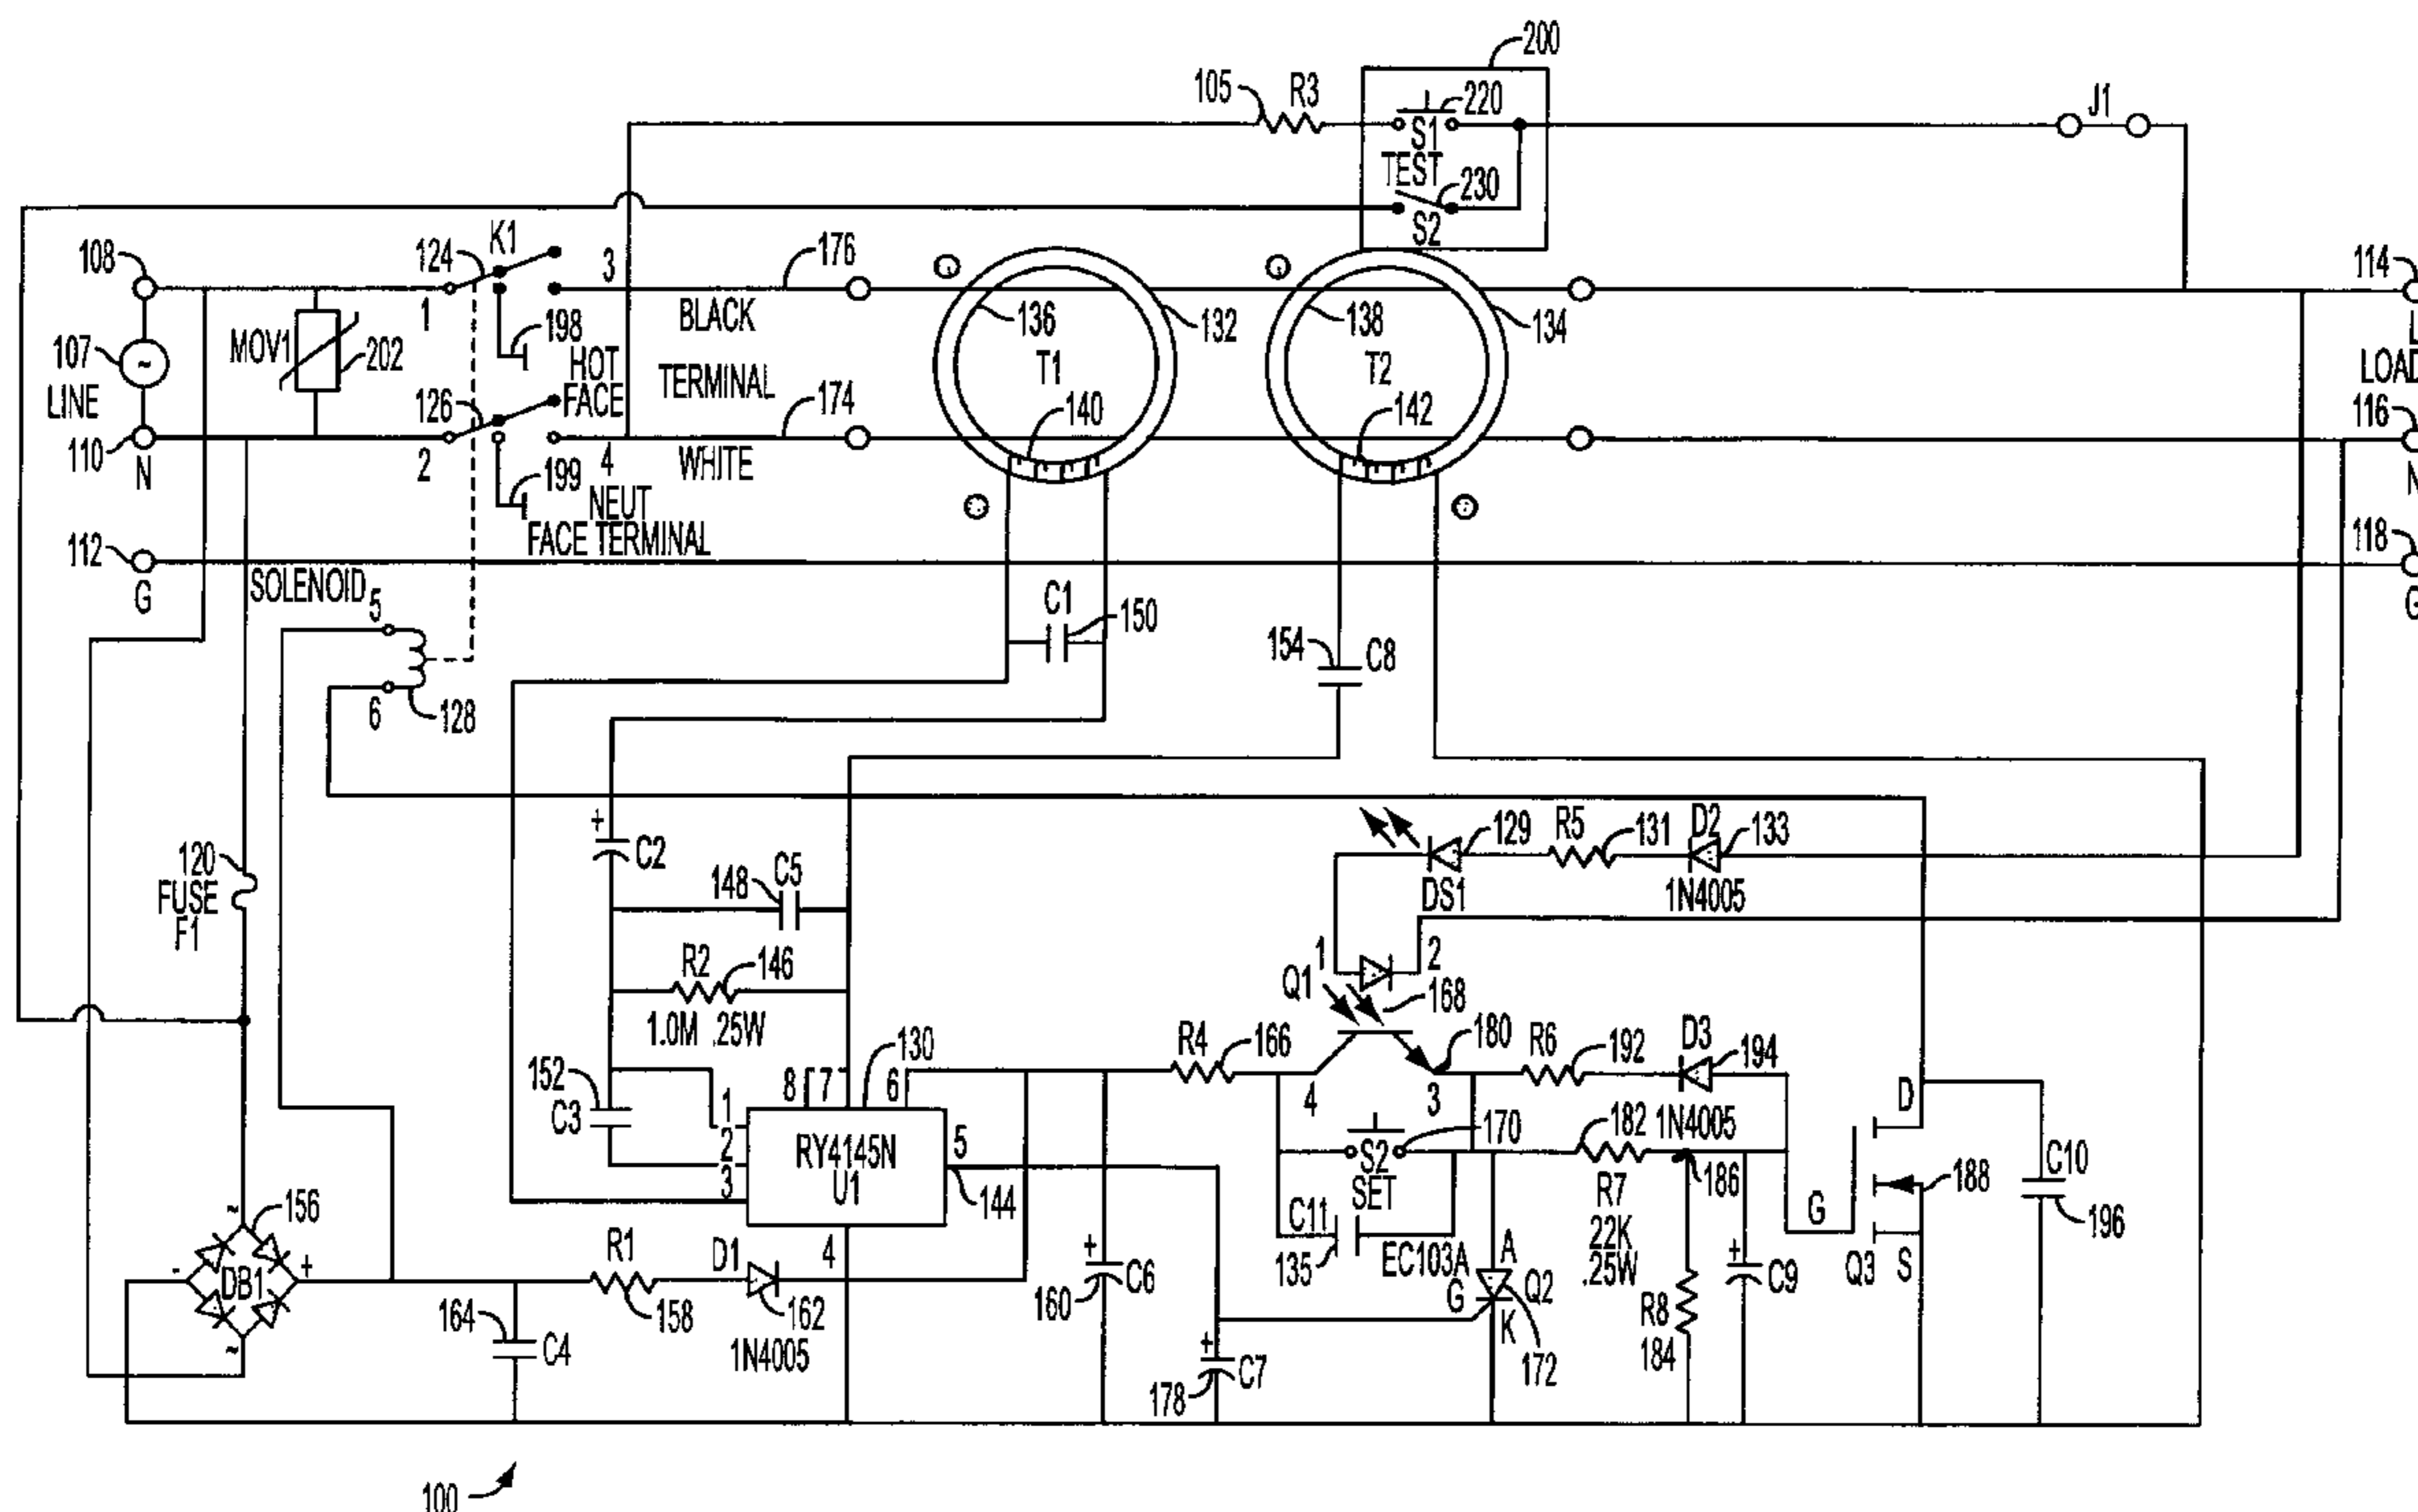 200
105 R3
220
S1
TEST
230
S2
J1
108
124 K1 3
176
BLACK
1
198
HOT
FACE
TERMINAL
107
LINE
MOV1 202
126
174
WHITE
110
N
2
4
199
NEUT
FACE TERMINAL
136 T1 132
140
138 T2 134
142
114
L
LOAD
116
N
118
G
112
G
SOLENOID 5
6 128
C1 150
154 C8
120
FUSE
F1
+ C2
148 C5
R2 146
1.0M .25W
129 R5 131 D2 133
DS1 1N4005
1 2
Q1 168
152
C3
8 7 6 130
1
2
3
RY4145N
U1
5
144
4
R4 166
4 3
180 R6 192 D3 194
1N4005
S2
SET
170
182
R7
22K
.25W
186
C11
135
EC103A
A
G Q2
K
172
R8
184
+ C9
D
G
Q3 S
188
C10
196
~ 156
- DB1 +
~
R1
158
D1
162
1N4005
164 C4
+
160 C6
+
178 C7
100